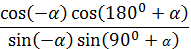 cos(−α) cos(180⁰ + α)
sin(−α) sin(90⁰ + α)